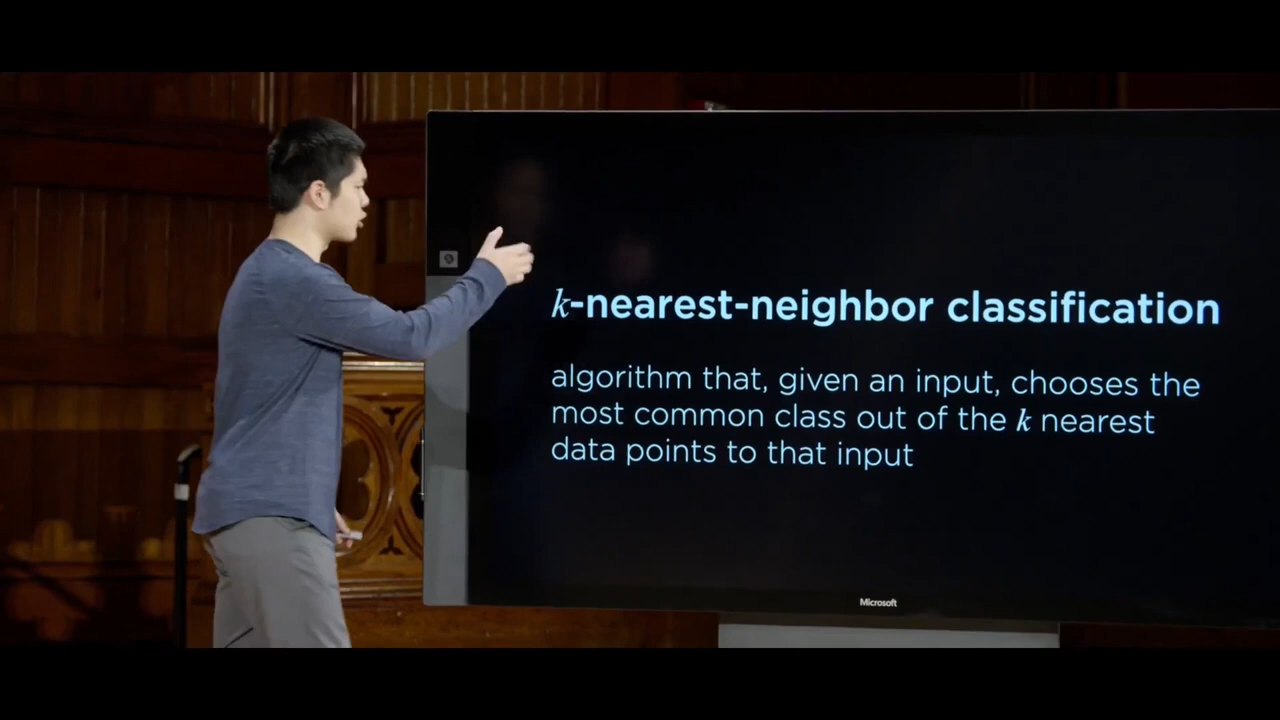 k-nearest-neighbor classification
algorithm that, given an input, chooses the
most common class out of the k nearest
data points to that input
Microsoft